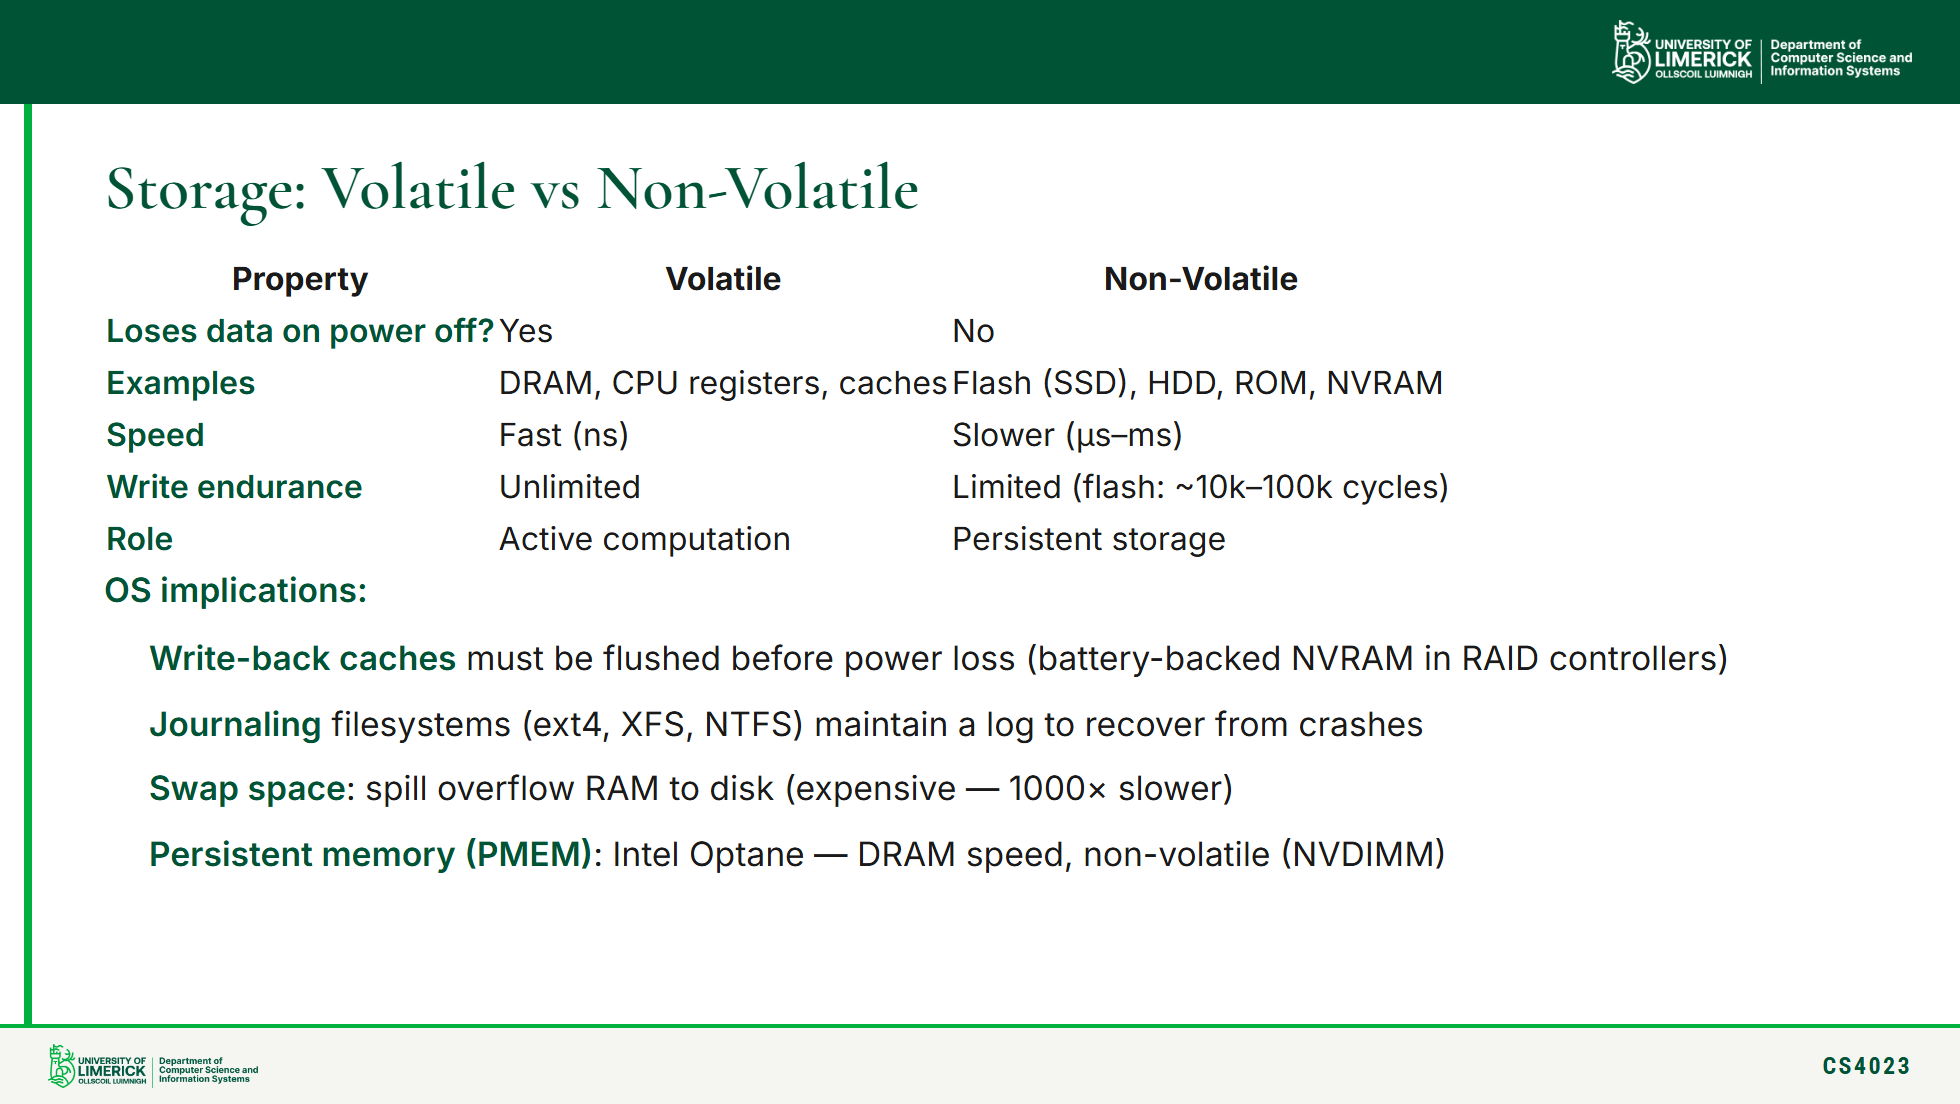 UNIVERSITY OF
LIMERICK
OLLSCOIL LUIMNIGH
Department of
Computer Science and
Information Systems
Storage: Volatile vs Non-Volatile
Property Volatile Non-Volatile
Loses data on power off? Yes No
Examples DRAM, CPU registers, caches Flash (SSD), HDD, ROM, NVRAM
Speed Fast (ns) Slower (µs–ms)
Write endurance Unlimited Limited (flash: ~10k–100k cycles)
Role Active computation Persistent storage
OS implications:
Write-back caches must be flushed before power loss (battery-backed NVRAM in RAID controllers)
Journaling filesystems (ext4, XFS, NTFS) maintain a log to recover from crashes
Swap space: spill overflow RAM to disk (expensive — 1000× slower)
Persistent memory (PMEM): Intel Optane — DRAM speed, non-volatile (NVDIMM)
UNIVERSITY OF
LIMERICK
OLLSCOIL LUIMNIGH
Department of
Computer Science and
Information Systems
CS4023